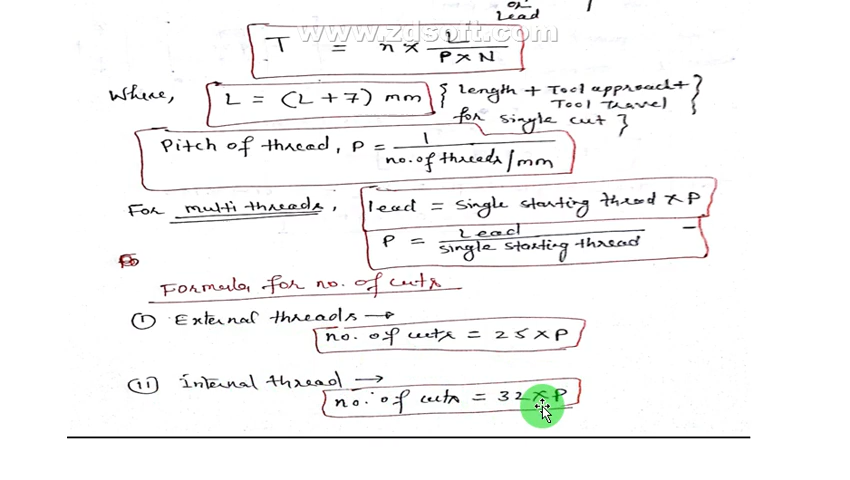 or
Lead
www.zdsoft.com
T = n × L / P × N
Where, L = (L + 7) mm { Length + Tool approach +
Tool travel
for single cut }
Pitch of thread, P = 1 / no. of threads/mm
For multi threads, lead = single starting thread × P
P = Lead / single starting thread
Formula for no. of cuts
(i) External threads →
no. of cuts = 25 × P
(ii) Internal thread →
no. of cuts = 32 × P